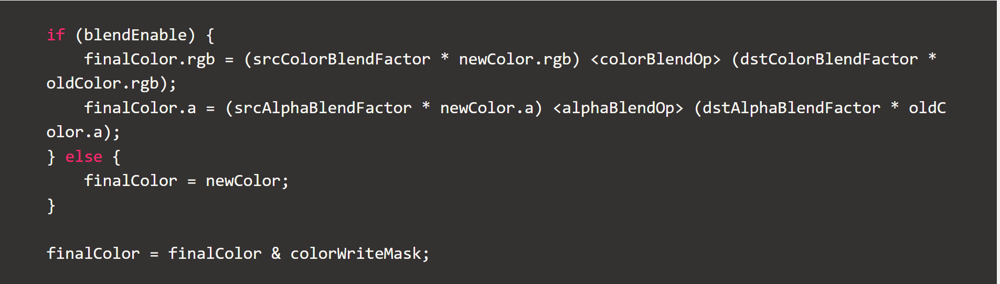 if (blendEnable) {
    finalColor.rgb = (srcColorBlendFactor * newColor.rgb) <colorBlendOp> (dstColorBlendFactor *
oldColor.rgb);
    finalColor.a = (srcAlphaBlendFactor * newColor.a) <alphaBlendOp> (dstAlphaBlendFactor * oldC
olor.a);
} else {
    finalColor = newColor;
}
finalColor = finalColor & colorWriteMask;